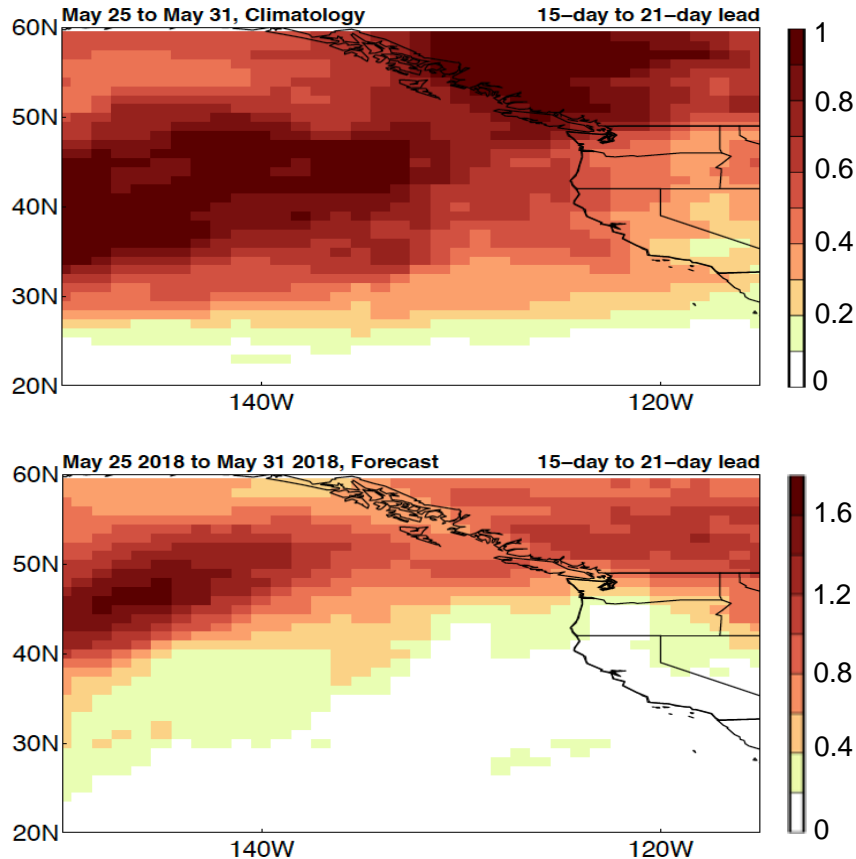 May 25 to May 31, Climatology 15−day to 21−day lead
60N
50N
40N
30N
20N
140W 120W
1
0.8
0.6
0.4
0.2
0
May 25 2018 to May 31 2018, Forecast 15−day to 21−day lead
60N
50N
40N
30N
20N
140W 120W
1.6
1.2
0.8
0.4
0